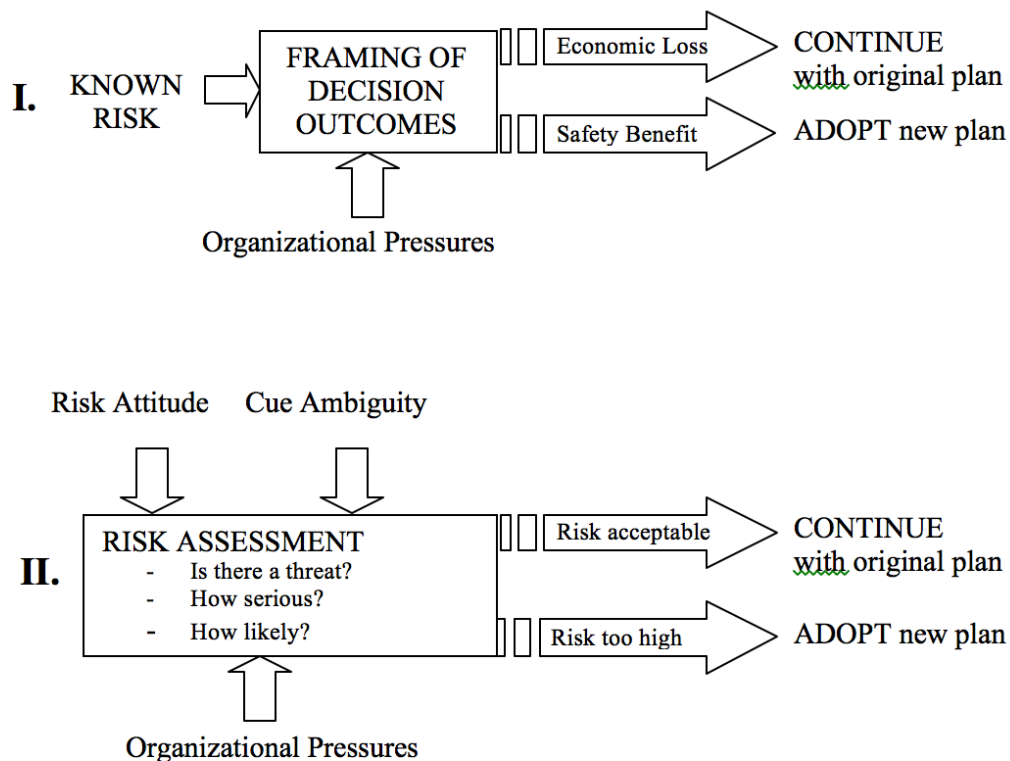 I.
KNOWN
RISK
FRAMING OF
DECISION
OUTCOMES
Economic Loss
CONTINUE
with original plan
Safety Benefit
ADOPT new plan
Organizational Pressures
Risk Attitude
Cue Ambiguity
II.
RISK ASSESSMENT
- Is there a threat?
- How serious?
- How likely?
Risk acceptable
CONTINUE
with original plan
Risk too high
ADOPT new plan
Organizational Pressures